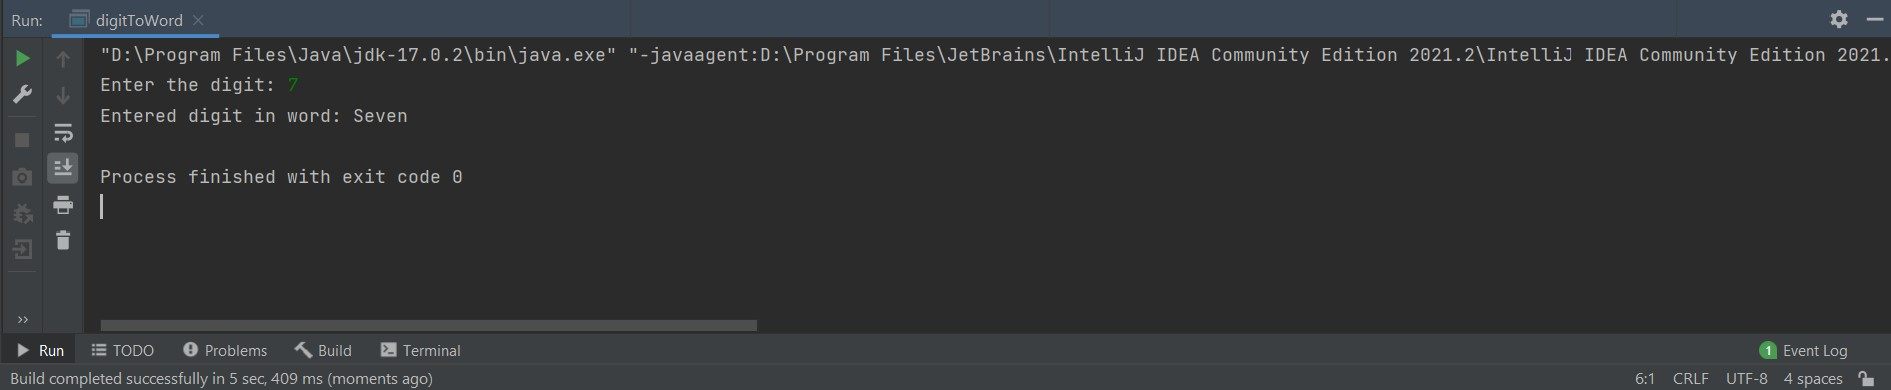 Run: digitToWord
"D:\Program Files\Java\jdk-17.0.2\bin\java.exe" "-javaagent:D:\Program Files\JetBrains\IntelliJ IDEA Community Edition 2021.2\IntelliJ IDEA Community Edition 2021.
Enter the digit: 7
Entered digit in word: Seven
Process finished with exit code 0
Run TODO Problems Build Terminal 1 Event Log
Build completed successfully in 5 sec, 409 ms (moments ago) 6:1 CRLF UTF-8 4 spaces